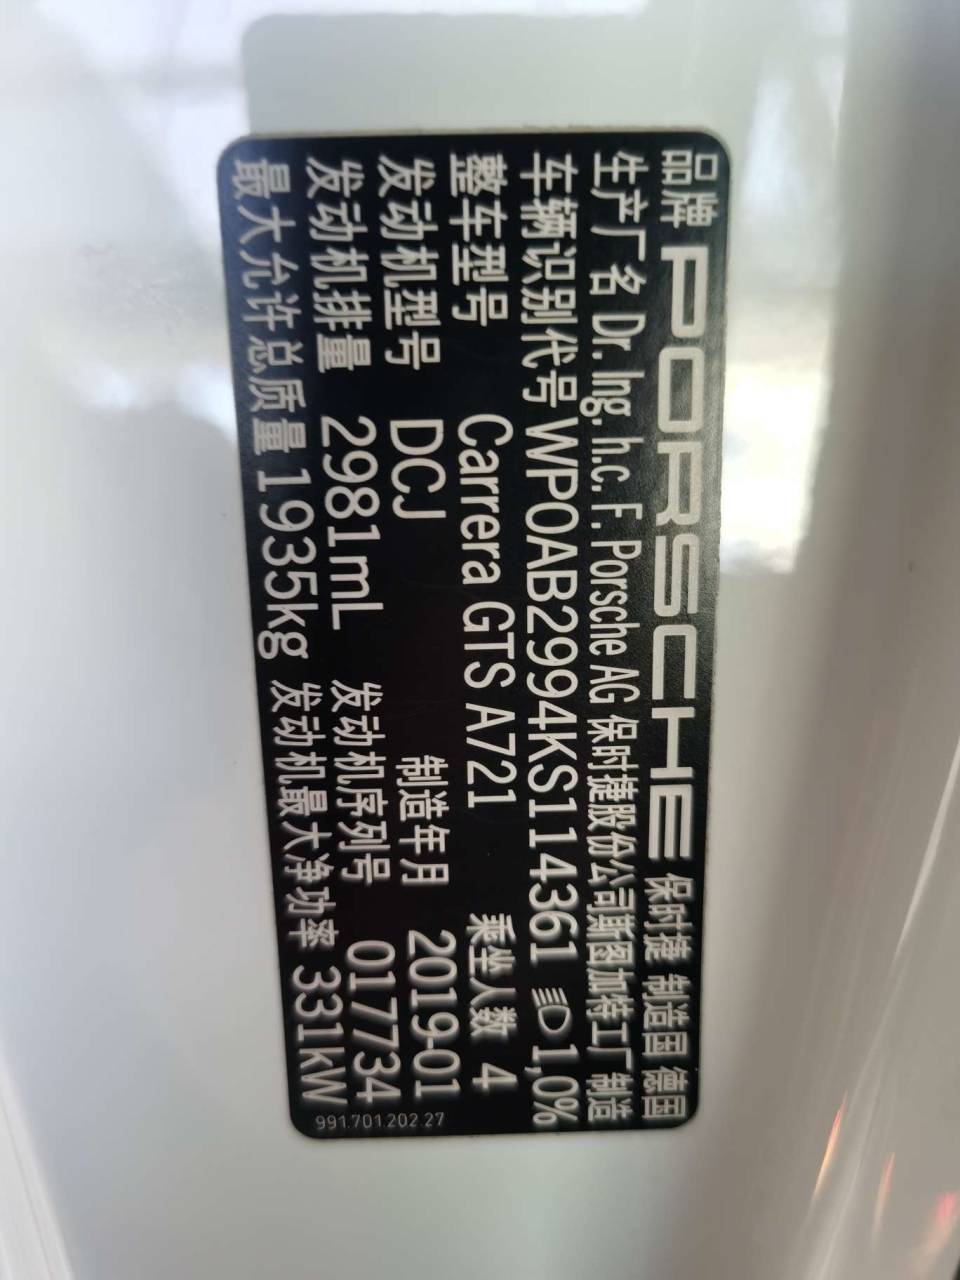 品牌 PORSCHE 保时捷 制造国 德国
生产厂名 Dr. Ing. h.c. F. Porsche AG 保时捷股份公司斯图加特工厂 制造
车辆识别代号 WP0AB2994KS114361 1,0%
整车型号 Carrera GTS A721 乘坐人数 4
发动机型号 DCJ 制造年月 2019-01
发动机排量 2981mL 发动机序列号 017734
最大允许总质量 1935kg 发动机最大净功率 331kW
991.701.202.27